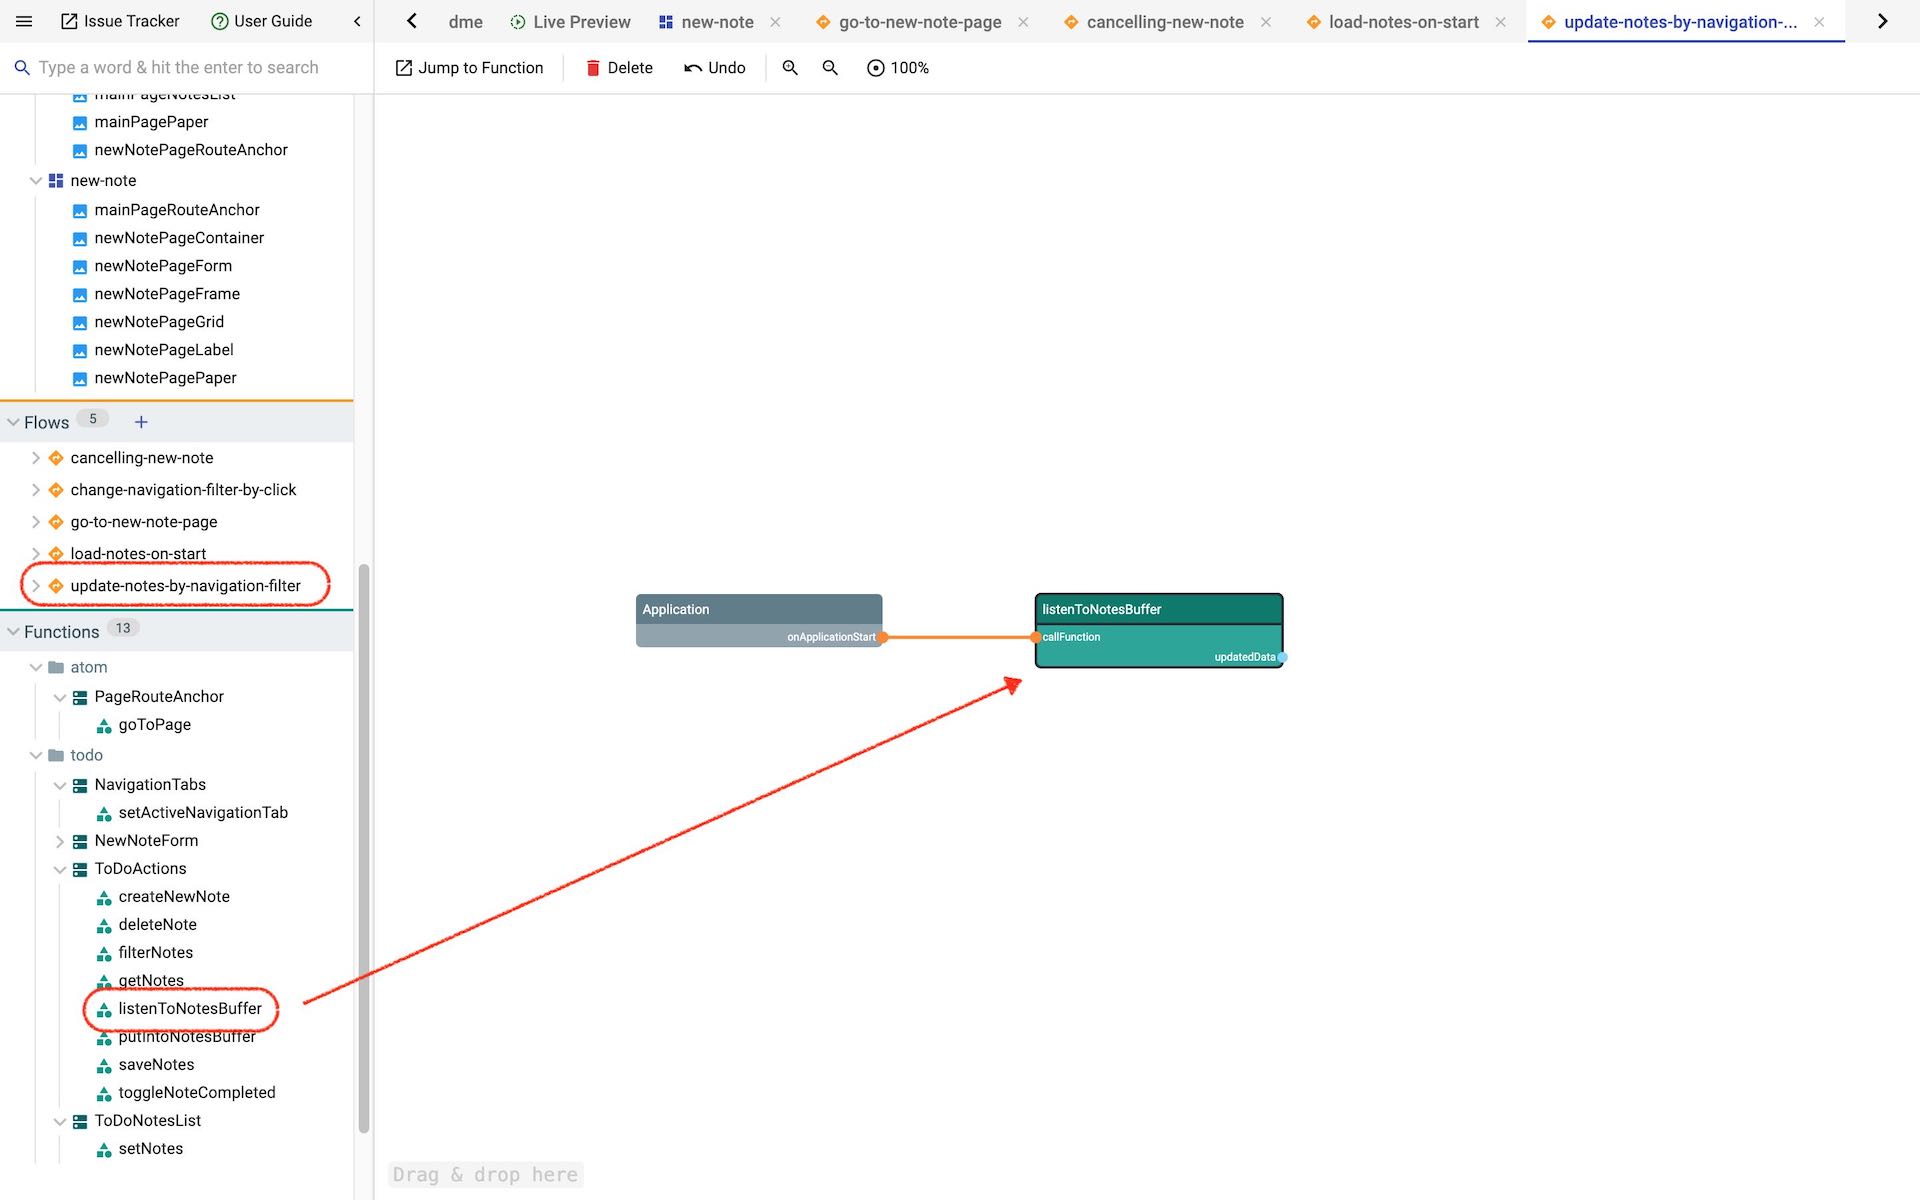 Issue Tracker User Guide
dme Live Preview new-note go-to-new-note-page cancelling-new-note load-notes-on-start update-notes-by-navigation-...
Type a word & hit the enter to search
Jump to Function Delete Undo 100%
mainPageNotesList
mainPagePaper
newNotePageRouteAnchor
new-note
mainPageRouteAnchor
newNotePageContainer
newNotePageForm
newNotePageFrame
newNotePageGrid
newNotePageLabel
newNotePagePaper
Flows 5 +
cancelling-new-note
change-navigation-filter-by-click
go-to-new-note-page
load-notes-on-start
update-notes-by-navigation-filter
Functions 13
atom
PageRouteAnchor
goToPage
todo
NavigationTabs
setActiveNavigationTab
NewNoteForm
ToDoActions
createNewNote
deleteNote
filterNotes
getNotes
listenToNotesBuffer
putIntoNotesBuffer
saveNotes
toggleNoteCompleted
ToDoNotesList
setNotes
Application
onApplicationStart
listenToNotesBuffer
callFunction
updatedData
Drag & drop here